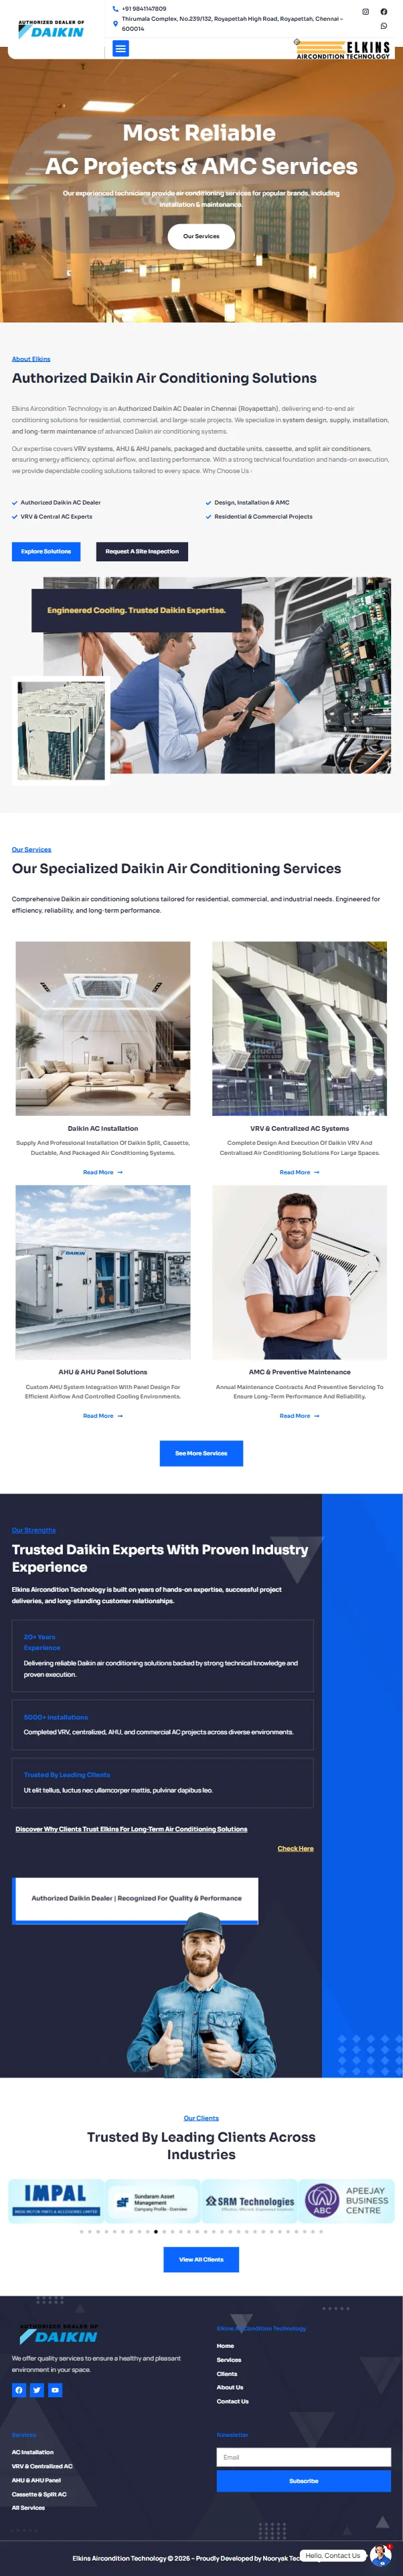 AUTHORIZED DEALER OF
DAIKIN
+91 9841147809
Thirumala Complex, No.239/132, Royapettah High Road, Royapettah, Chennai –
600014
ELKINS
AIRCONDITION TECHNOLOGY
Most Reliable
AC Projects & AMC Services
Our experienced technicians provide air conditioning services for popular brands, including
installation & maintenance.
Our Services
About Elkins
Authorized Daikin Air Conditioning Solutions
Elkins Aircondition Technology is an Authorized Daikin AC Dealer in Chennai (Royapettah), delivering end-to-end air
conditioning solutions for residential, commercial, and large-scale projects. We specialize in system design, supply, installation,
and long-term maintenance of advanced Daikin air conditioning systems.
Our expertise covers VRV systems, AHU & AHU panels, packaged and ductable units, cassette, and split air conditioners,
ensuring energy efficiency, optimal airflow, and lasting performance. With a strong technical foundation and hands-on execution,
we provide dependable cooling solutions tailored to every space. Why Choose Us :
Authorized Daikin AC Dealer
Design, Installation & AMC
VRV & Central AC Experts
Residential & Commercial Projects
Explore Solutions
Request A Site Inspection
Engineered Cooling. Trusted Daikin Expertise.
Our Services
Our Specialized Daikin Air Conditioning Services
Comprehensive Daikin air conditioning solutions tailored for residential, commercial, and industrial needs. Engineered for
efficiency, reliability, and long-term performance.
Daikin AC Installation
Supply And Professional Installation Of Daikin Split, Cassette,
Ductable, And Packaged Air Conditioning Systems.
Read More
VRV & Centralized AC Systems
Complete Design And Execution Of Daikin VRV And
Centralized Air Conditioning Solutions For Large Spaces.
Read More
DAIKIN
AHU & AHU Panel Solutions
Custom AHU System Integration With Panel Design For
Efficient Airflow And Controlled Cooling Environments.
Read More
AMC & Preventive Maintenance
Annual Maintenance Contracts And Preventive Servicing To
Ensure Long-Term Performance And Reliability.
Read More
See More Services
Our Strengths
Trusted Daikin Experts With Proven Industry
Experience
Elkins Aircondition Technology is built on years of hands-on expertise, successful project
deliveries, and long-standing customer relationships.
20+ Years
Experience
Delivering reliable Daikin air conditioning solutions backed by strong technical knowledge and
proven execution.
5000+ Installations
Completed VRV, centralized, AHU, and commercial AC projects across diverse environments.
Trusted By Leading Clients
Ut elit tellus, luctus nec ullamcorper mattis, pulvinar dapibus leo.
Discover Why Clients Trust Elkins For Long-Term Air Conditioning Solutions
Check Here
Authorized Daikin Dealer | Recognized For Quality & Performance
Our Clients
Trusted By Leading Clients Across
Industries
IMPAL
INDIA MOTOR PARTS & ACCESSORIES LIMITED
Sundaram Asset
Management
Company Profile - Overview
SRM Technologies
ABC
APEEJAY
BUSINESS
CENTRE
View All Clients
AUTHORIZED DEALER OF
DAIKIN
We offer quality services to ensure a healthy and pleasant
environment in your space.
Elkins Air Condition Technology
Home
Services
Clients
About Us
Contact Us
Services
AC Installation
VRV & Centralized AC
AHU & AHU Panel
Cassette & Split AC
All Services
Newsletter
Email
Subscribe
Elkins Aircondition Technology © 2026 – Proudly Developed by Nooryak
Hello, Contact Us
1